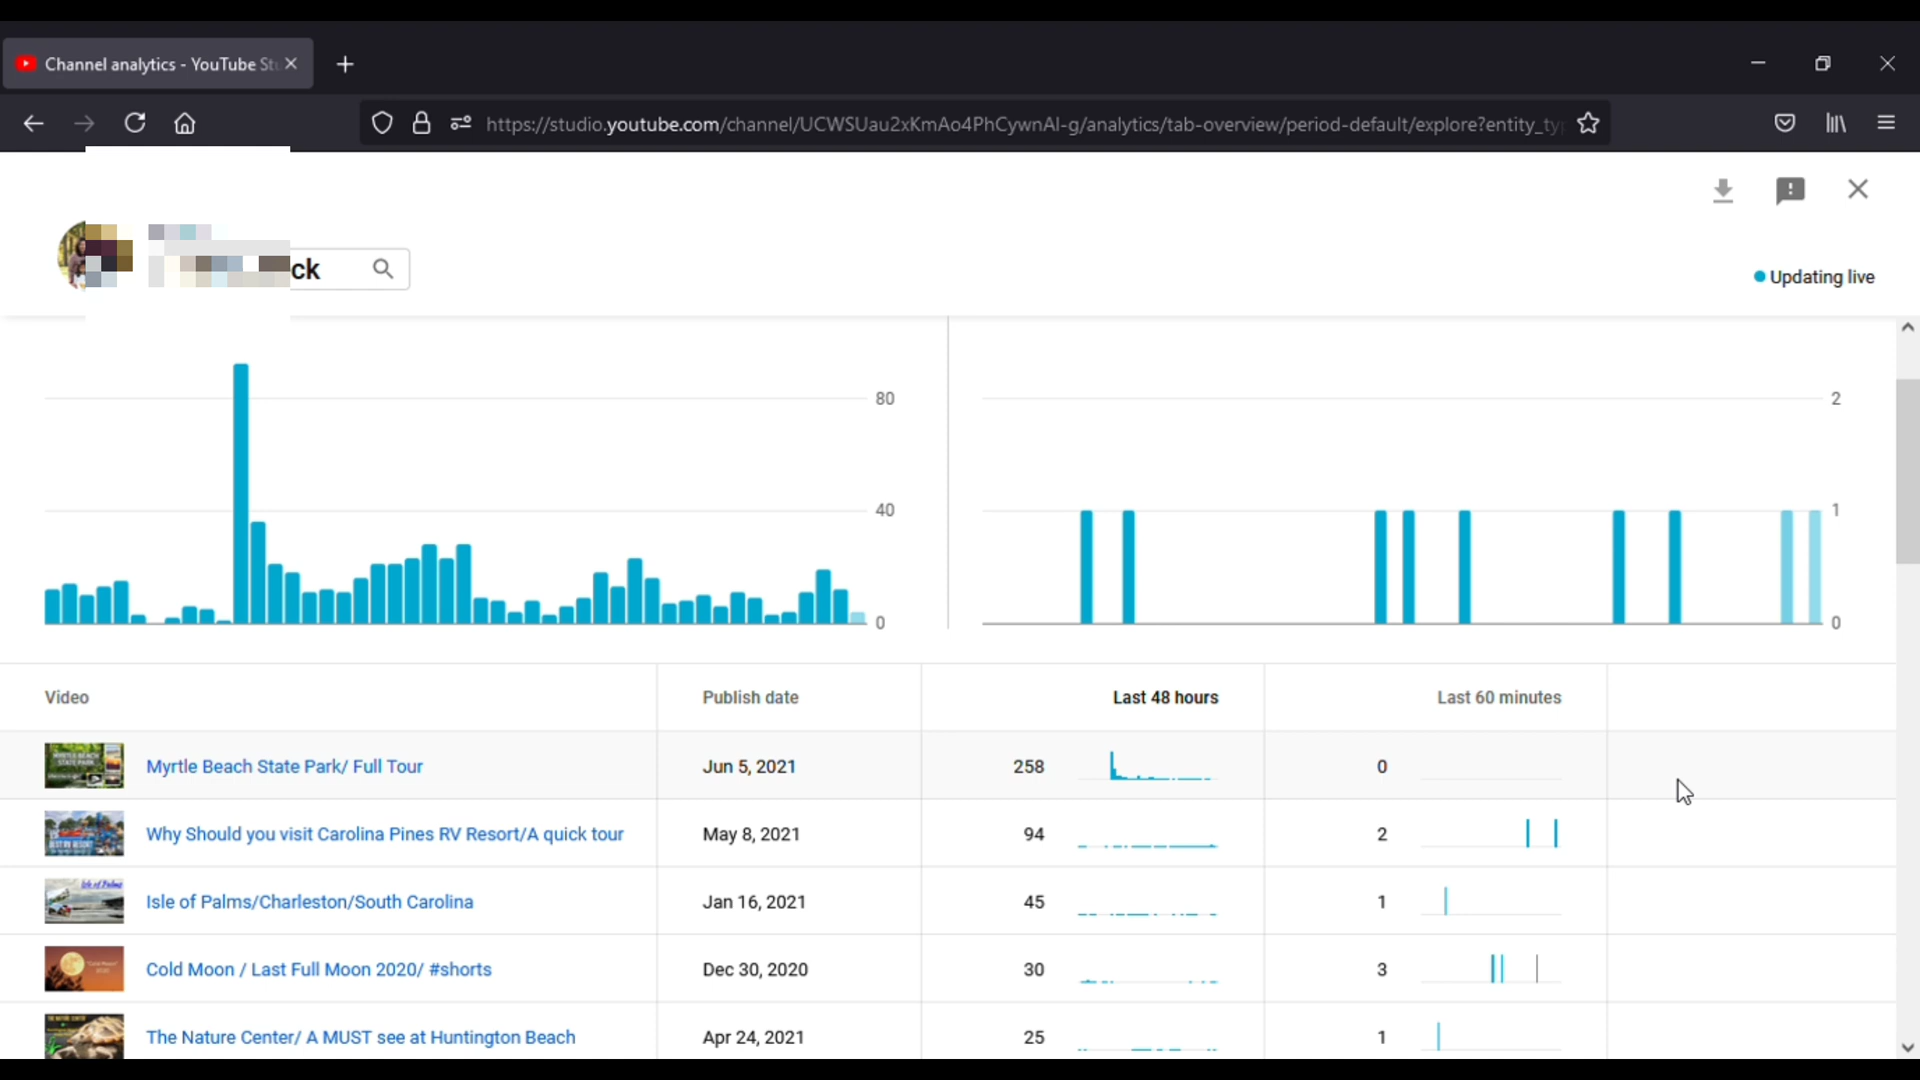 Channel analytics - YouTube Stu
https://studio.youtube.com/channel/UCWSUau2xKmAo4PhCywnAI-g/analytics/tab-overview/period-default/explore?entity_ty
ck
Updating live
80
40
0
2
1
0
Video Publish date Last 48 hours Last 60 minutes
Myrtle Beach State Park/ Full Tour Jun 5, 2021 258 0
Why Should you visit Carolina Pines RV Resort/A quick tour May 8, 2021 94 2
Isle of Palms/Charleston/South Carolina Jan 16, 2021 45 1
Cold Moon / Last Full Moon 2020/ #shorts Dec 30, 2020 30 3
The Nature Center/ A MUST see at Huntington Beach Apr 24, 2021 25 1